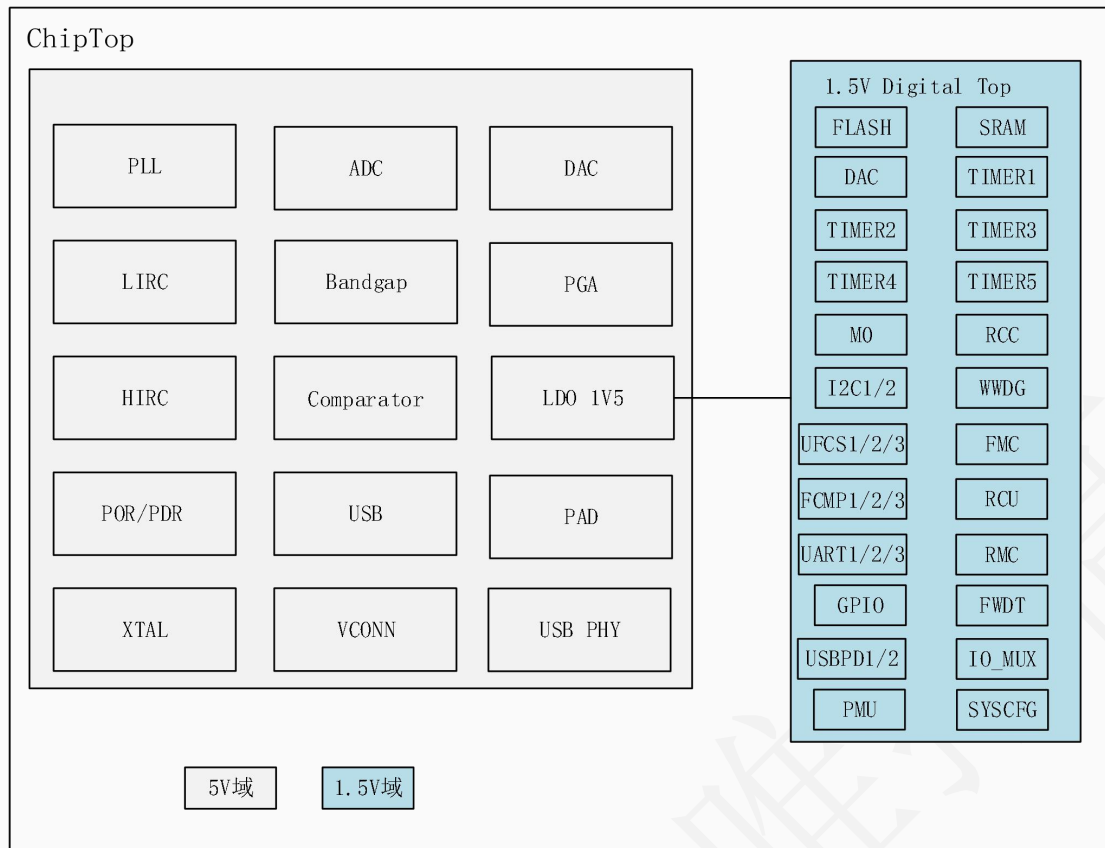 ChipTop
PLL
ADC
DAC
LIRC
Bandgap
PGA
HIRC
Comparator
LDO 1V5
POR/PDR
USB
PAD
XTAL
VCONN
USB PHY
1.5V Digital Top
FLASH
SRAM
DAC
TIMER1
TIMER2
TIMER3
TIMER4
TIMER5
M0
RCC
I2C1/2
WWDG
UFCS1/2/3
FMC
FCMP1/2/3
RCU
UART1/2/3
RMC
GPIO
FWDT
USBPD1/2
IO_MUX
PMU
SYSCFG
5V域
1.5V域